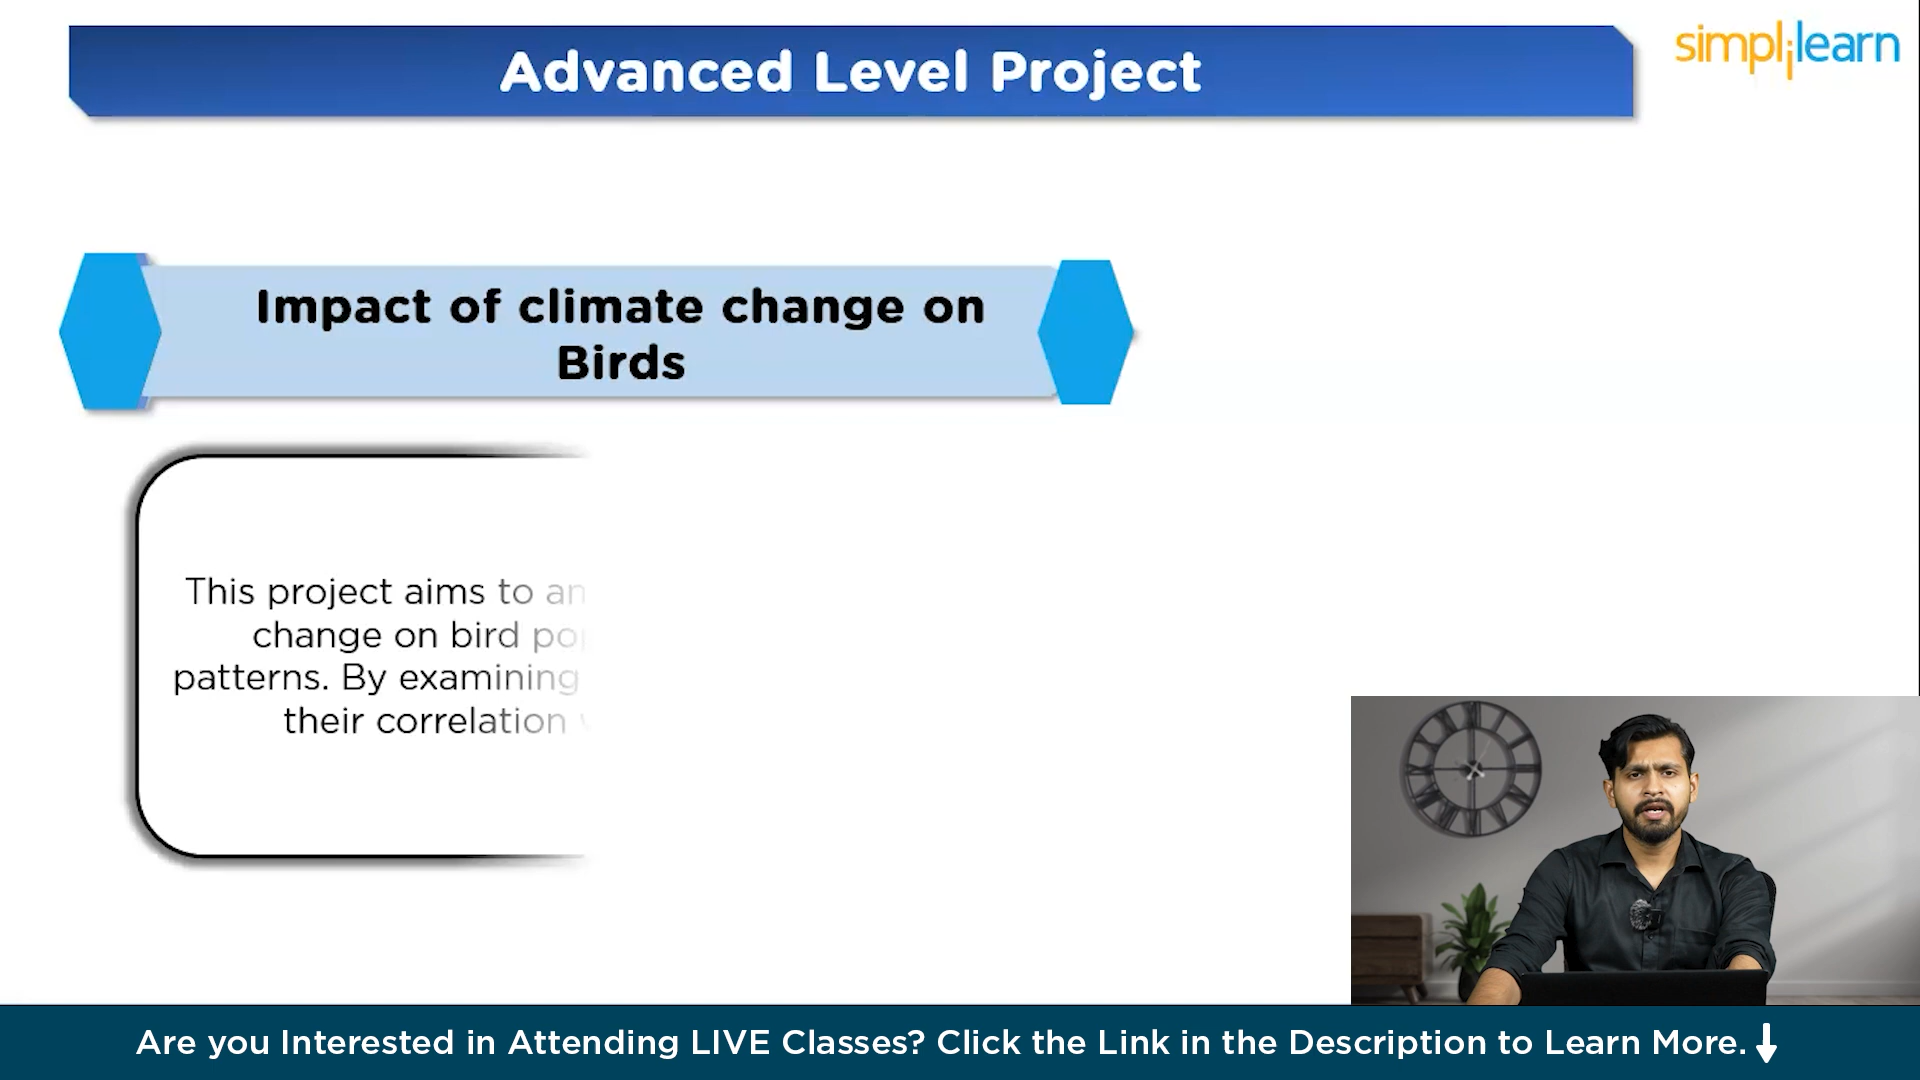 Advanced Level Project
simplilearn
Impact of climate change on
Birds
This project aims to an
change on bird pop
patterns. By examining
their correlation
Are you Interested in Attending LIVE Classes? Click the Link in the Description to Learn More.